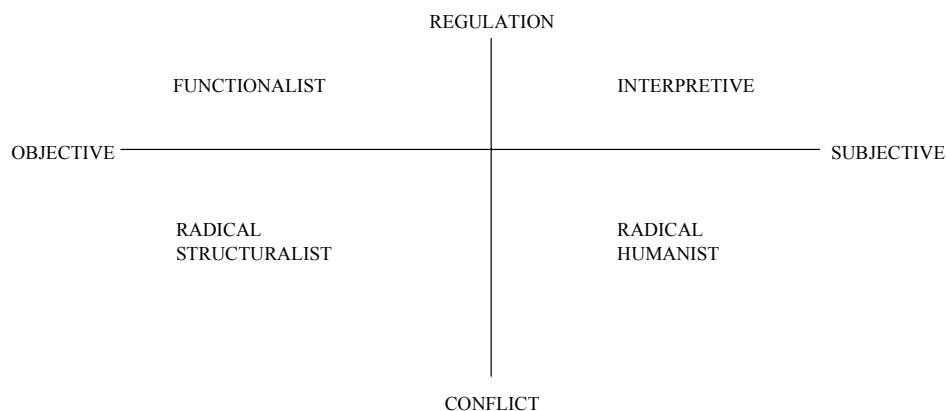 REGULATION
FUNCTIONALIST
INTERPRETIVE
OBJECTIVE
SUBJECTIVE
RADICAL
STRUCTURALIST
RADICAL
HUMANIST
CONFLICT